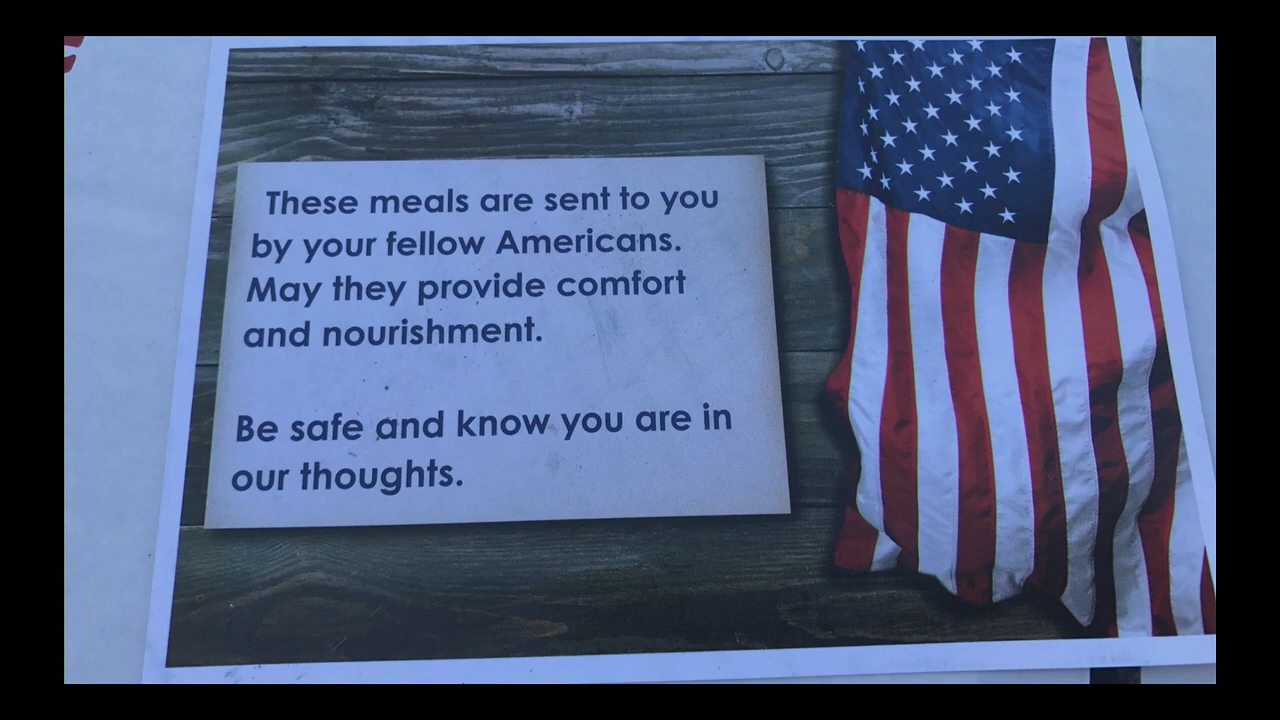 These meals are sent to you
by your fellow Americans.
May they provide comfort
and nourishment.
Be safe and know you are in
our thoughts.